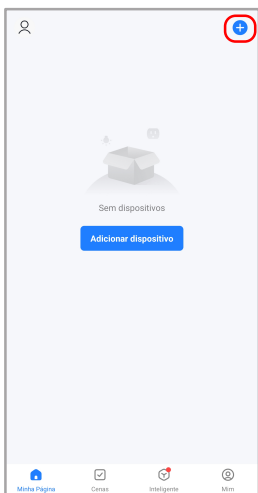 Sem dispositivos
Adicionar dispositivo
Minha Página Cenas Inteligente Mim